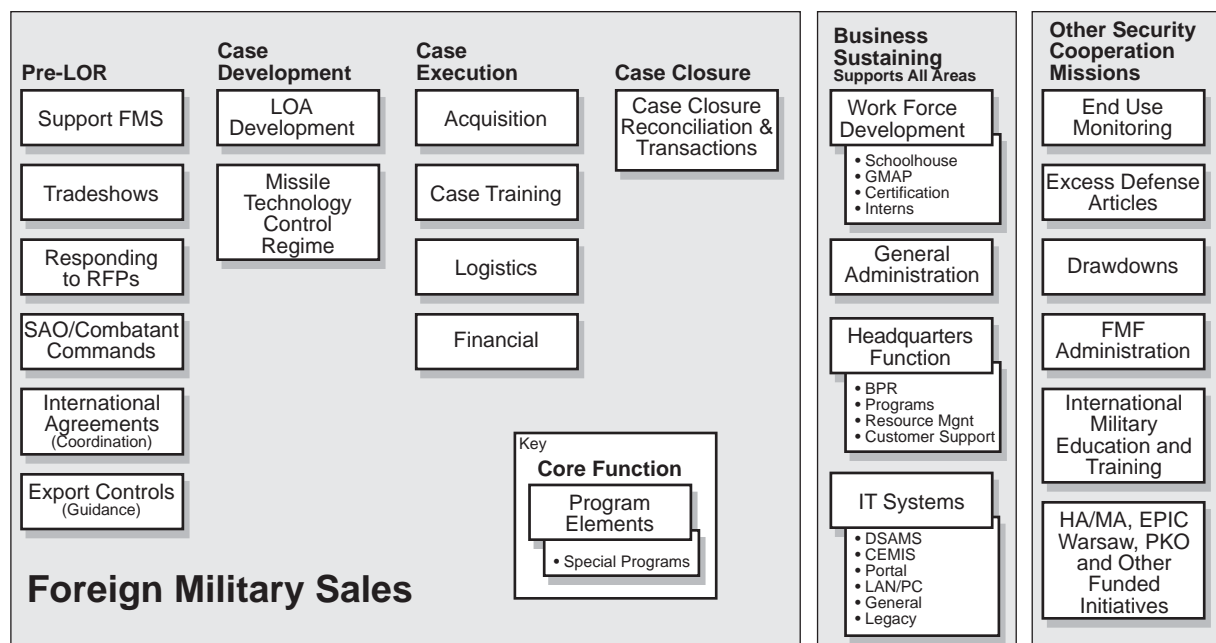 Pre-LOR
Support FMS
Tradeshows
Responding
to RFPs
SAO/Combatant
Commands
International
Agreements
(Coordination)
Export Controls
(Guidance)
Case
Development
LOA
Development
Missile
Technology
Control
Regime
Case
Execution
Acquisition
Case Training
Logistics
Financial
Case Closure
Case Closure
Reconciliation &
Transactions
Key
Core Function
Program
Elements
• Special Programs
Foreign Military Sales
Business
Sustaining
Supports All Areas
Work Force
Development
• Schoolhouse
• GMAP
• Certification
• Interns
General
Administration
Headquarters
Function
• BPR
• Programs
• Resource Mgnt
• Customer Support
IT Systems
• DSAMS
• CEMIS
• Portal
• LAN/PC
• General
• Legacy
Other Security
Cooperation
Missions
End Use
Monitoring
Excess Defense
Articles
Drawdowns
FMF
Administration
International
Military
Education and
Training
HA/MA, EPIC
Warsaw, PKO
and Other
Funded
Initiatives